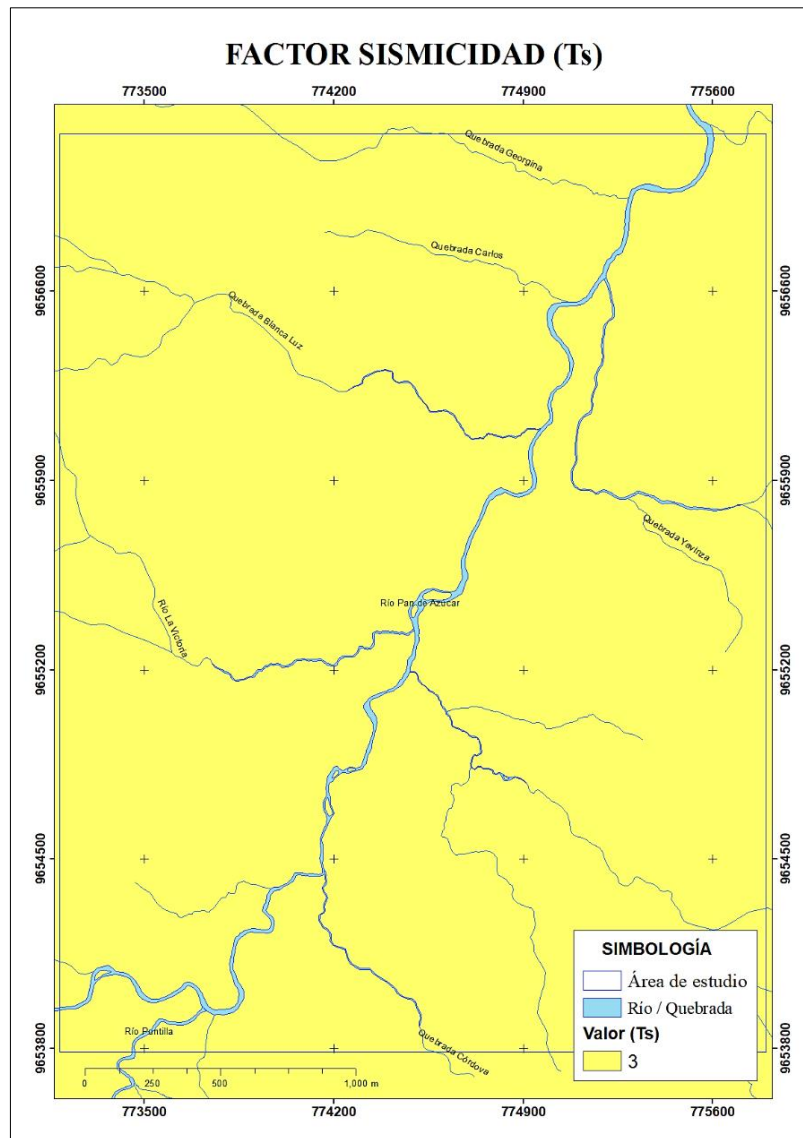 FACTOR SISMICIDAD (Ts)
773500 774200 774900 775600
Quebrada Georgina
Quebrada Carlos
9656600 9656600
Quebrada Blanca Luz
9655900 9655900
Quebrada Yavinza
Río Pan de Azúcar
Río La Victoria
9655200 9655200
9654500 9654500
SIMBOLOGÍA
Área de estudio
Río / Quebrada
Valor (Ts)
3
Río Puntilla
Quebrada Córdova
9653800 9653800
0 250 500 1,000 m
773500 774200 774900 775600